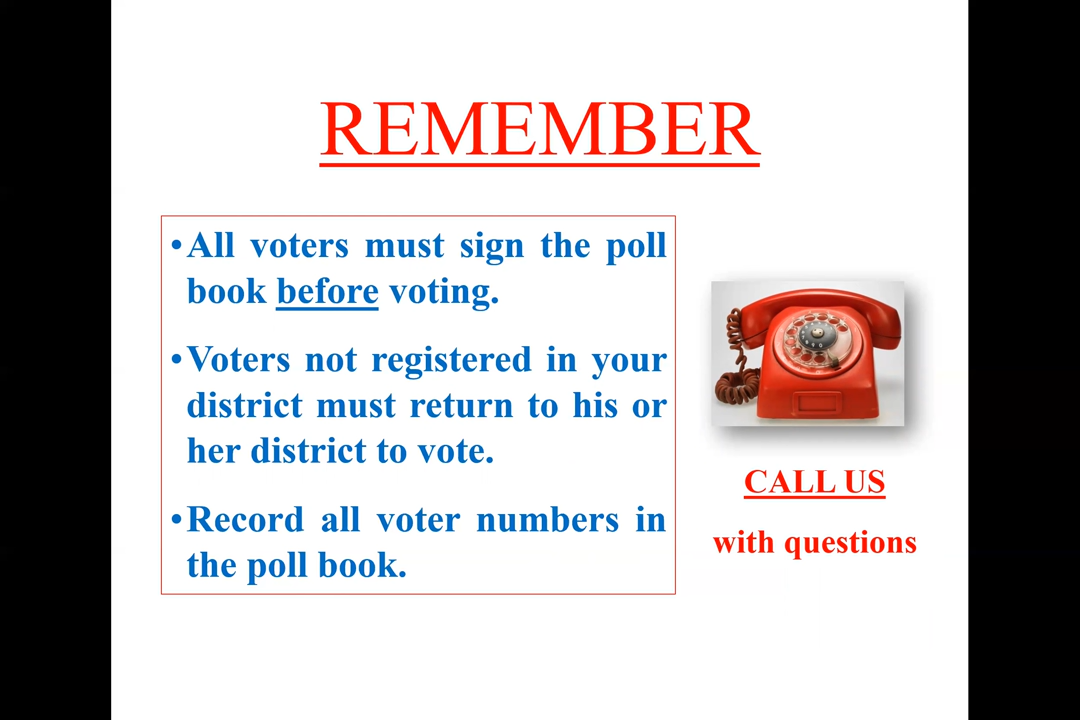 REMEMBER
•All voters must sign the poll
book before voting.
•Voters not registered in your
district must return to his or
her district to vote.
•Record all voter numbers in
the poll book.
CALL US
with questions